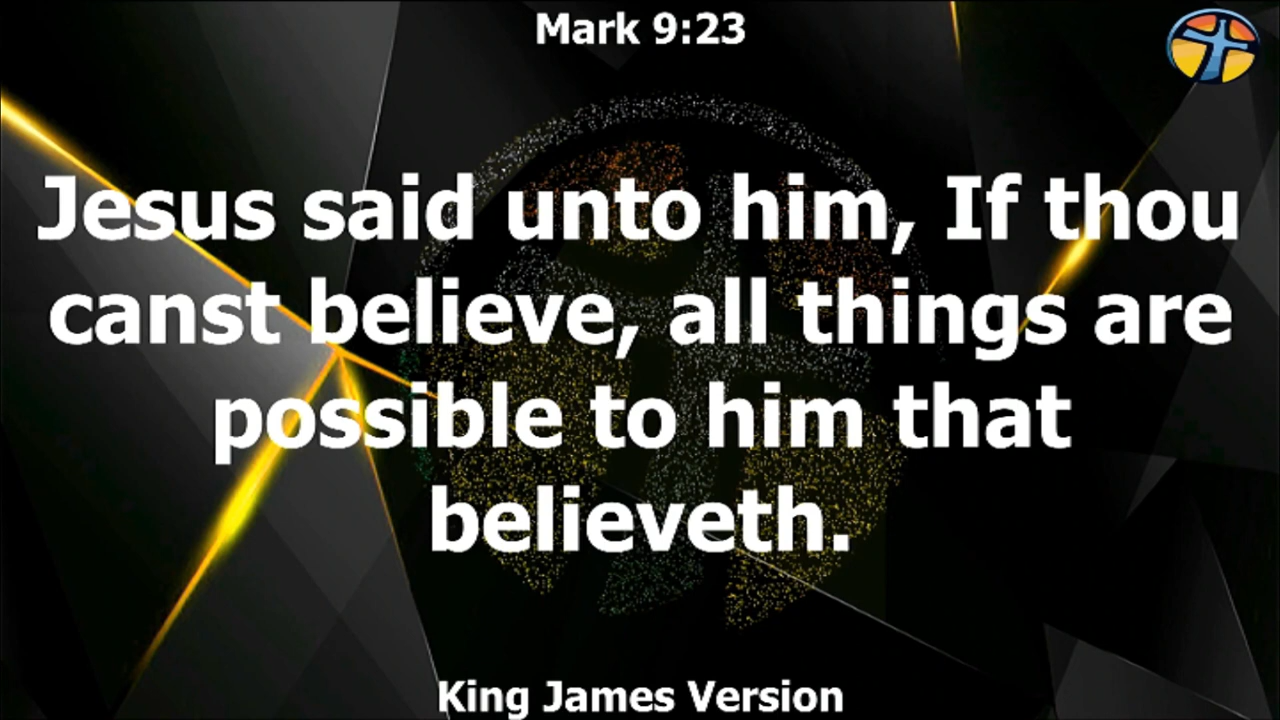 Mark 9:23
Jesus said unto him, If thou
canst believe, all things are
possible to him that
believeth.
King James Version